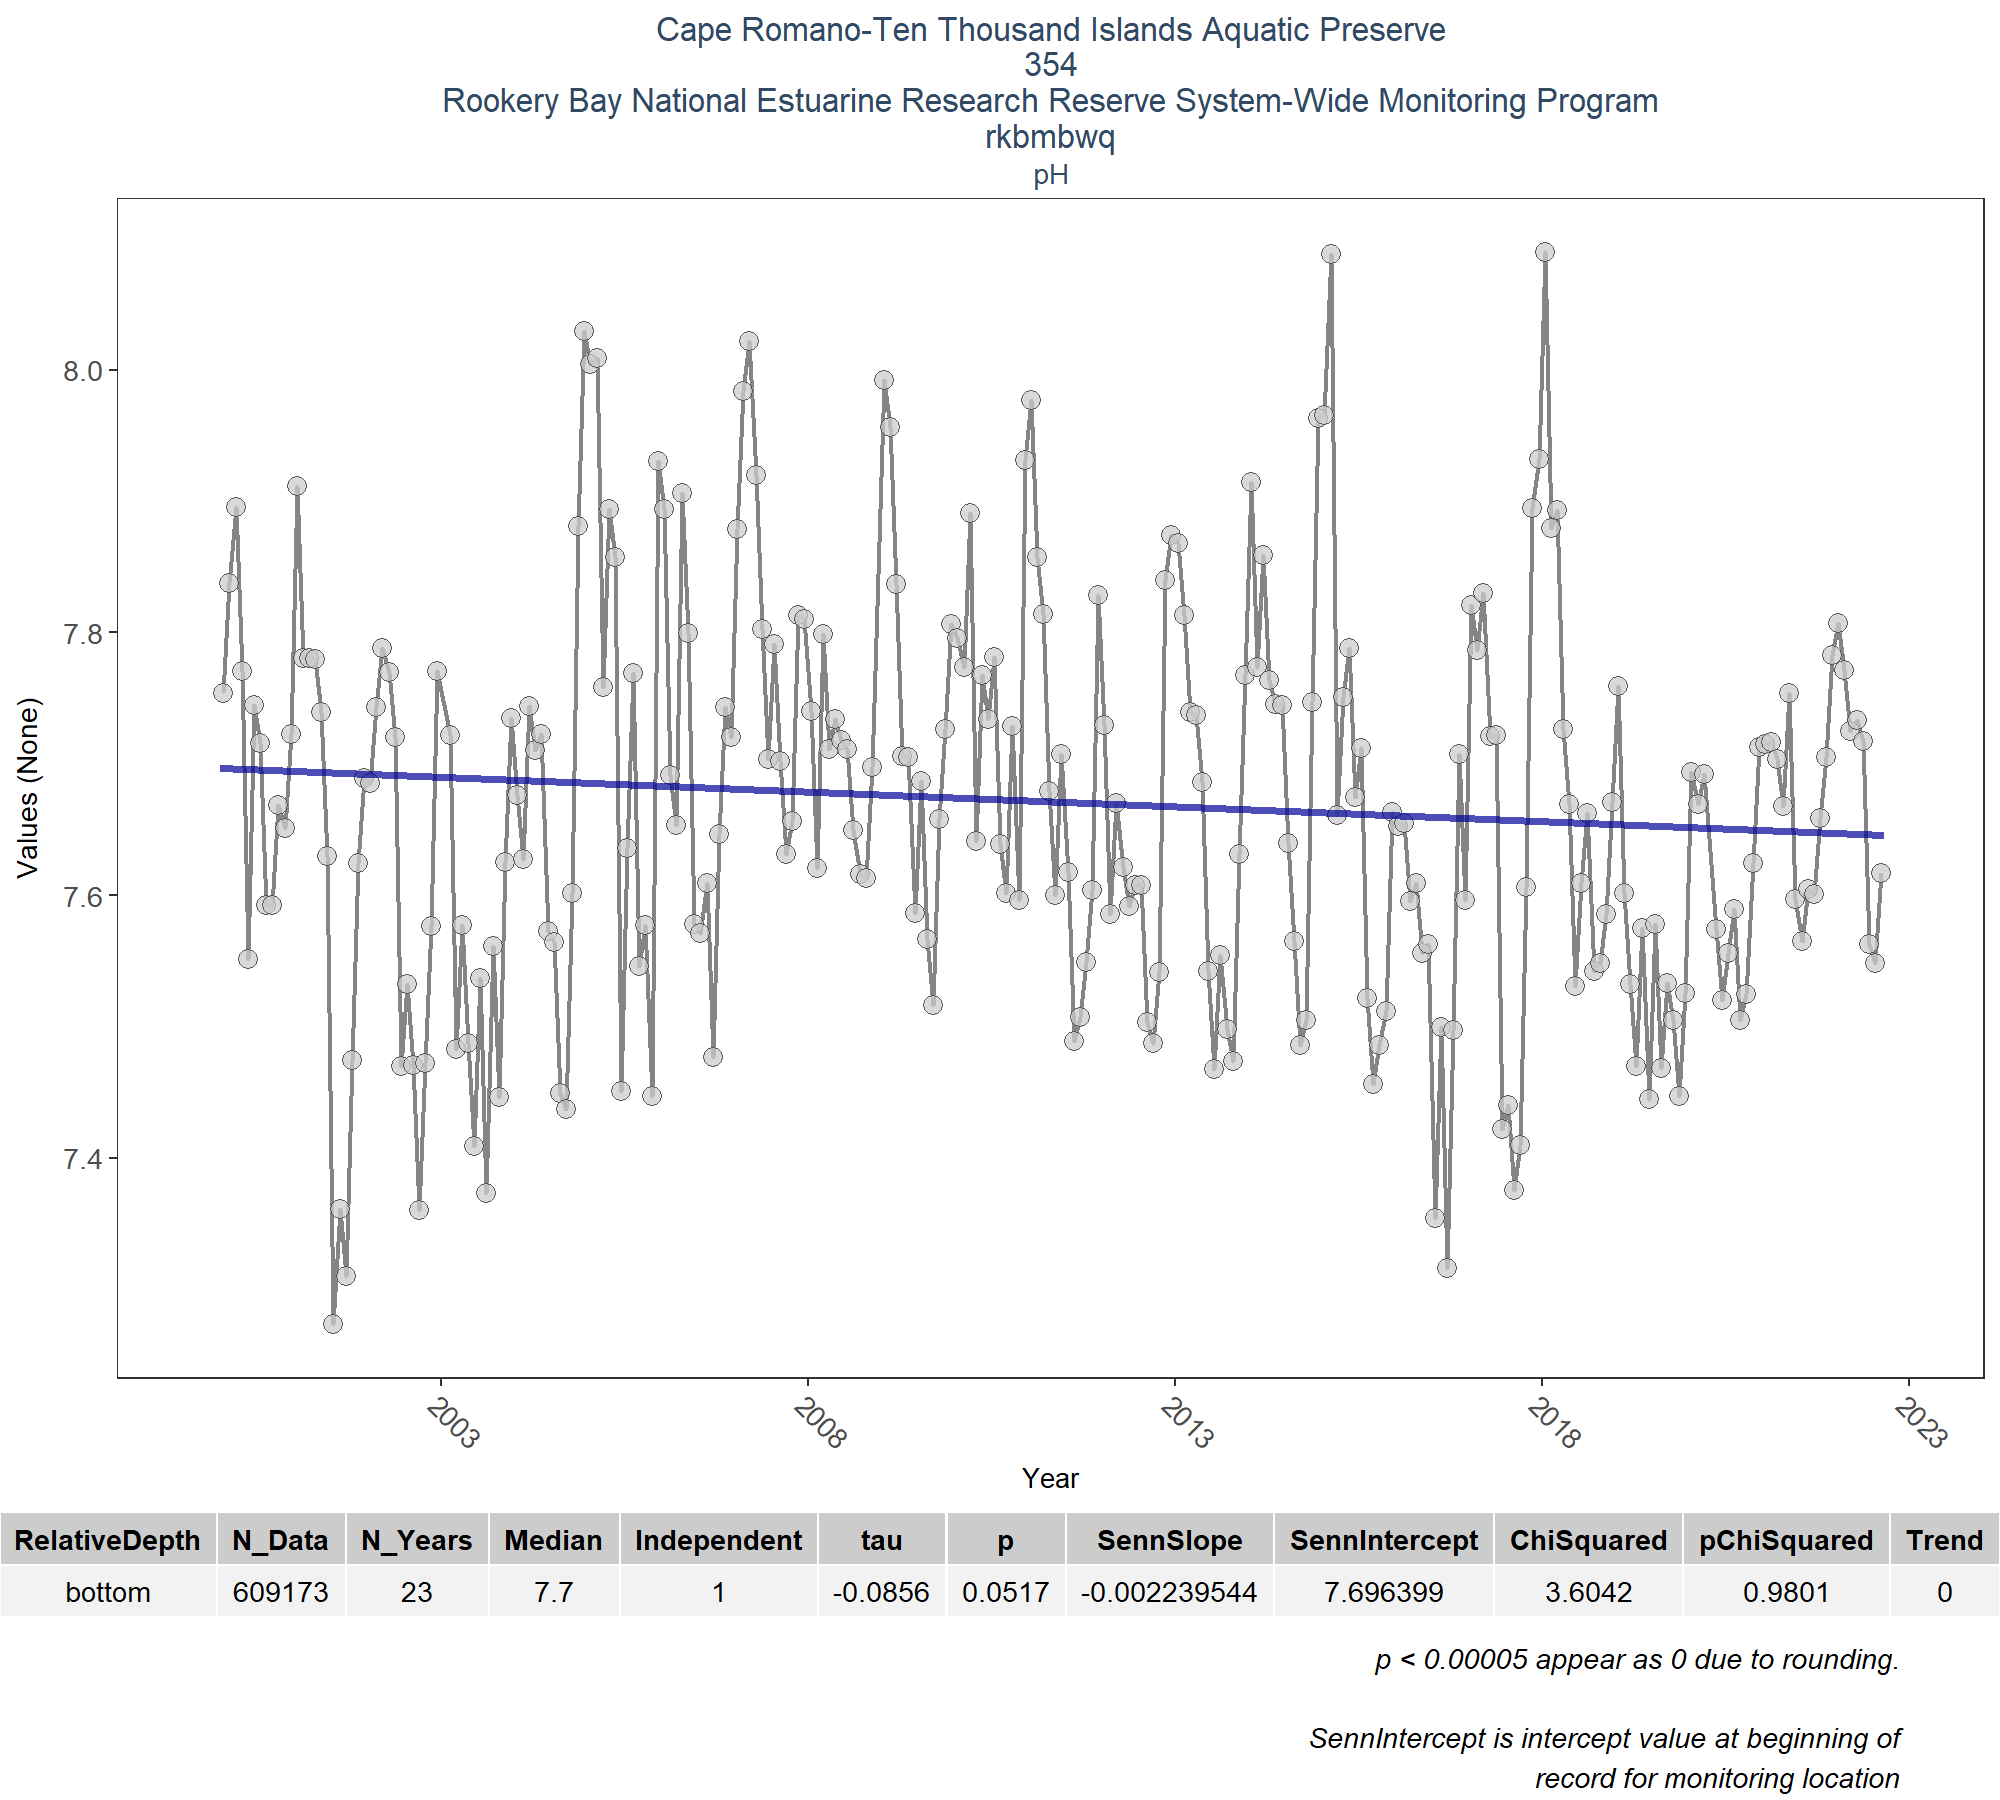 Cape Romano-Ten Thousand Islands Aquatic Preserve
354
Rookery Bay National Estuarine Research Reserve System-Wide Monitoring Program
rkbmbwq
pH
Values (None)
8.0
7.8
7.6
7.4
2003 2008 2013 2018 2023
Year
RelativeDepth N_Data N_Years Median Independent tau p SennSlope SennIntercept ChiSquared pChiSquared Trend
bottom 609173 23 7.7 1 -0.0856 0.0517 -0.002239544 7.696399 3.6042 0.9801 0
p < 0.00005 appear as 0 due to rounding.
SennIntercept is intercept value at beginning of
record for monitoring location